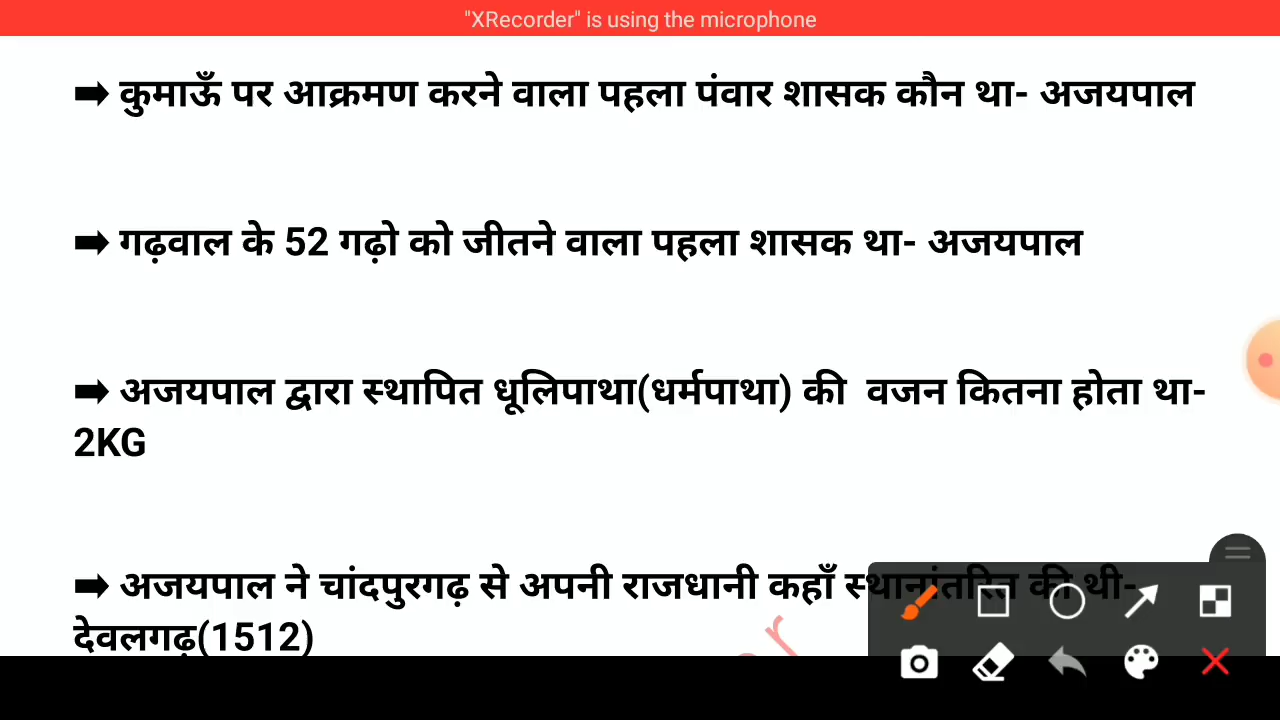 "XRecorder" is using the microphone
➡ कुमाऊँ पर आक्रमण करने वाला पहला पंवार शासक कौन था- अजयपाल
➡ गढ़वाल के 52 गढ़ो को जीतने वाला पहला शासक था- अजयपाल
➡ अजयपाल द्वारा स्थापित धूलिपाथा(धर्मपाथा) की वजन कितना होता था-
2KG
➡ अजयपाल ने चांदपुरगढ़ से अपनी राजधानी कहाँ स्थानांतरित की थी-
देवलगढ़(1512)